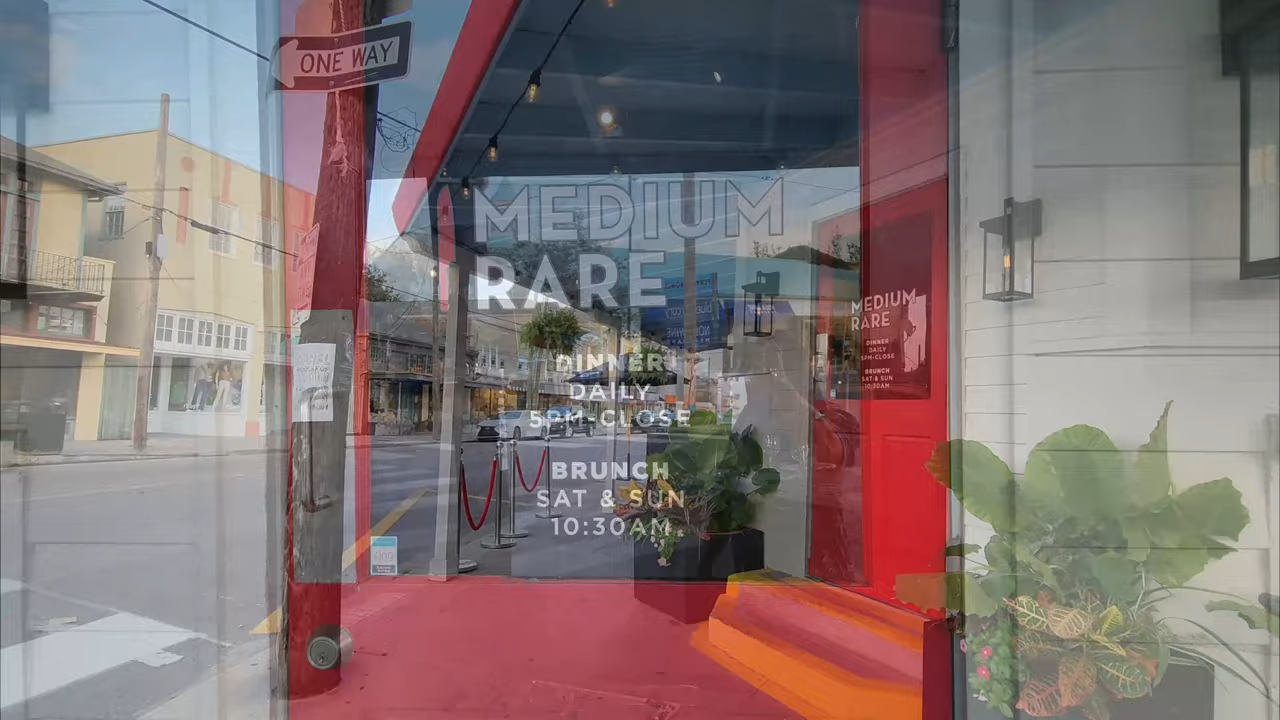 ONE WAY
MEDIUM
RARE
DINNER
DAILY
5PM-CLOSE
BRUNCH
SAT & SUN
10:30AM
MEDIUM
RARE
DINNER
DAILY
5PM-CLOSE
BRUNCH
SAT & SUN
10:30AM
ring